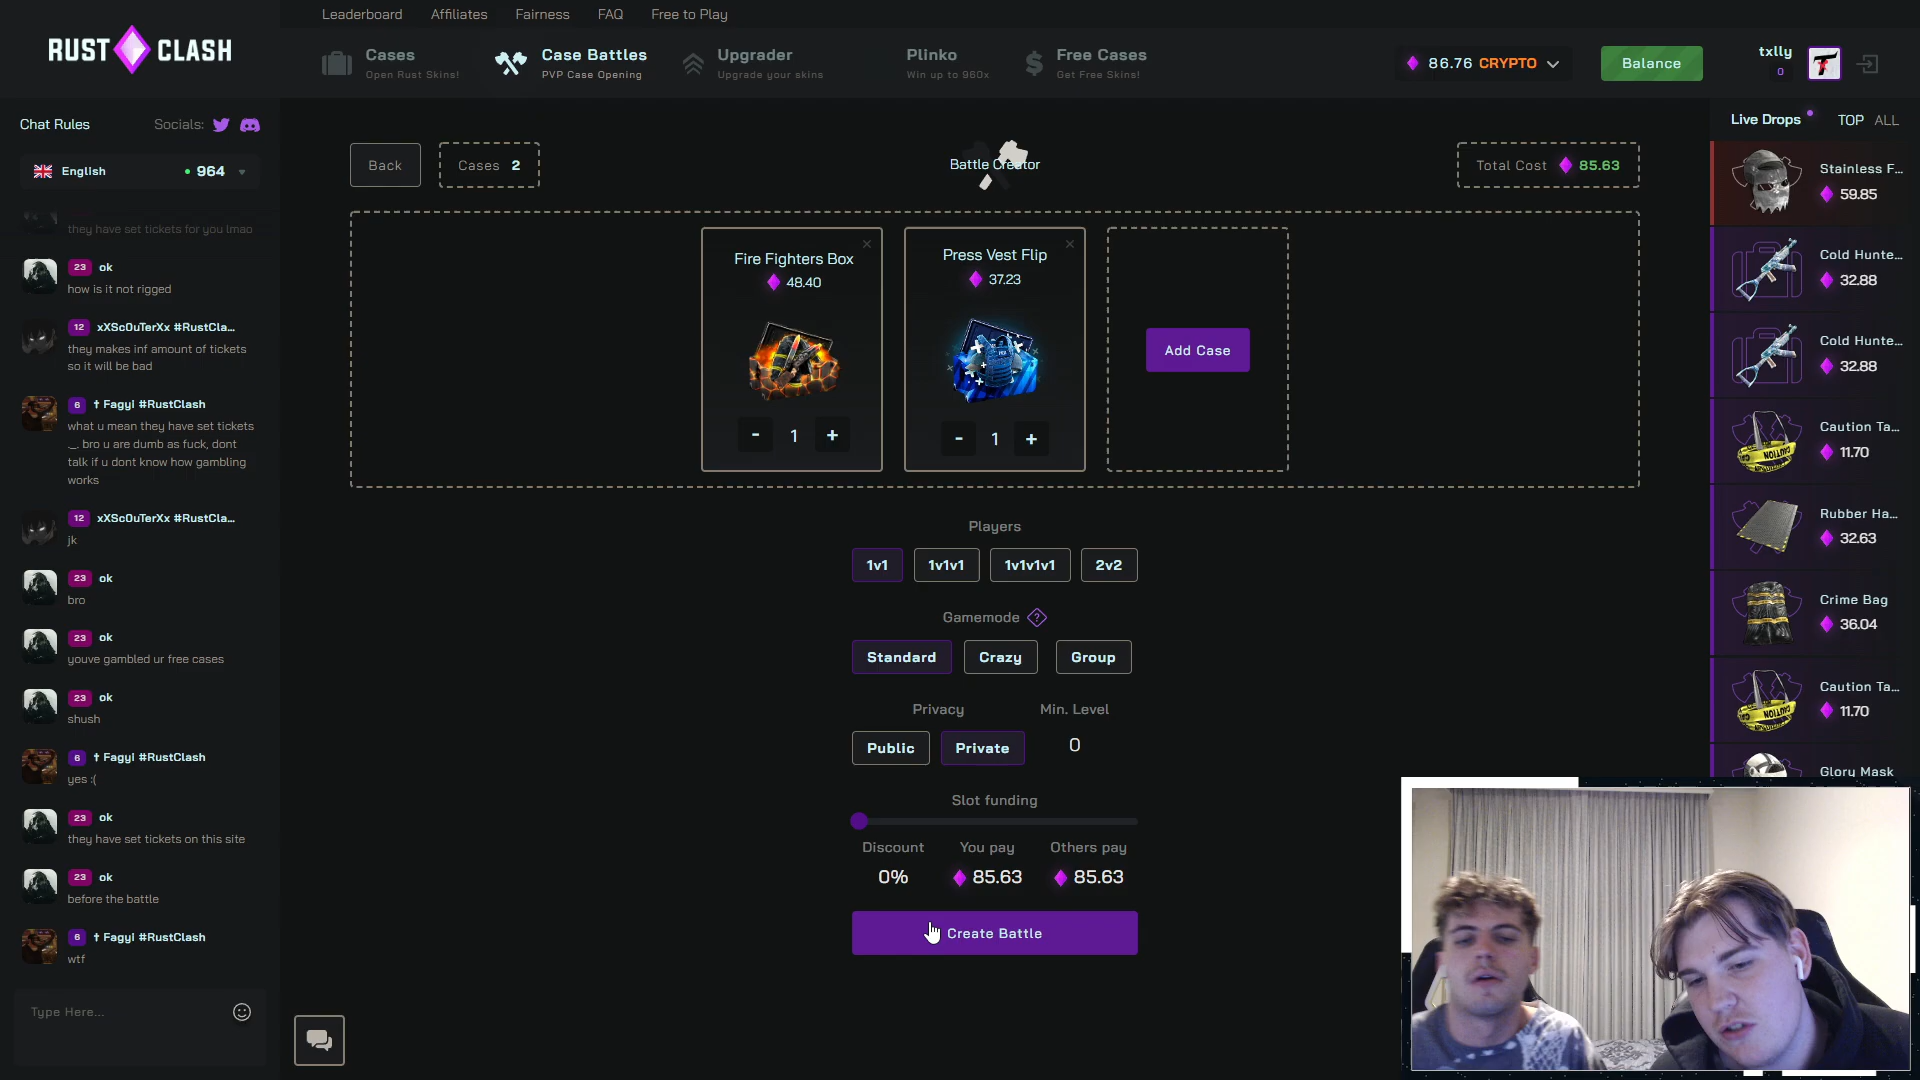 Leaderboard Affiliates Fairness FAQ Free to Play
RUST CLASH
Cases
Open Rust Skins!
Case Battles
PVP Case Opening
Upgrader
Upgrade your skins
Plinko
Win up to 960x
Free Cases
Get Free Skins!
86.76 CRYPTO
Balance
txlly
0
Chat Rules
Socials:
English
964
they have set tickets for you lmao
23 ok
how is it not rigged
12 xXScOuTerXx #RustCla...
they makes inf amount of tickets
so it will be bad
6 † Fagyi #RustClash
what u mean they have set tickets
._. bro u are dumb as fuck, dont
talk if u dont know how gambling
works
12 xXScOuTerXx #RustCla...
jk
23 ok
bro
23 ok
youve gambled ur free cases
23 ok
shush
6 † Fagyi #RustClash
yes :(
23 ok
they have set tickets on this site
23 ok
before the battle
6 † Fagyi #RustClash
wtf
Type Here...
Back
Cases 2
Battle Creator
Total Cost 85.63
Fire Fighters Box
48.40
- 1 +
Press Vest Flip
37.23
- 1 +
Add Case
Players
1v1 1v1v1 1v1v1v1 2v2
Gamemode ?
Standard Crazy Group
Privacy Min. Level
Public Private 0
Slot funding
Discount You pay Others pay
0% 85.63 85.63
Create Battle
Live Drops TOP ALL
Stainless F...
59.85
Cold Hunte...
32.88
Cold Hunte...
32.88
Caution Ta...
11.70
Rubber Ha...
32.63
Crime Bag
36.04
Caution Ta...
11.70
Glory Mask